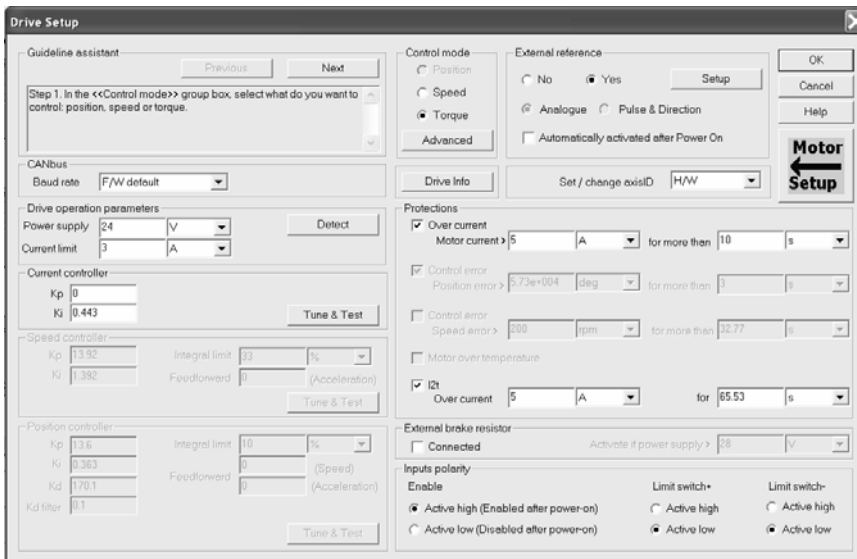 Drive Setup
Guideline assistant
Previous
Next
Step 1. In the <<Control mode>> group box, select what do you want to
control: position, speed or torque.
Control mode
Position
Speed
Torque
Advanced
External reference
No
Yes
Setup
Analogue
Pulse & Direction
Automatically activated after Power On
OK
Cancel
Help
Motor
Setup
CANbus
Baud rate F/W default
Drive Info
Set / change axisID H/W
Drive operation parameters
Power supply 24 V
Detect
Current limit 3 A
Current controller
Kp 0
Ki 0.443
Tune & Test
Speed controller
Kp 13.92 Integral limit 33 %
Ki 1.392 Feedforward 0 (Acceleration)
Tune & Test
Position controller
Kp 13.6 Integral limit 10 %
Ki 0.363 Feedforward 0 (Speed)
Kd 170.1 0 (Acceleration)
Kd filter 0.1
Tune & Test
Protections
Over current
Motor current > 5 A for more than 10 s
Control error
Position error > 5.73e+004 deg for more than 3 s
Control error
Speed error > 200 rpm for more than 32.77 s
Motor over temperature
I2t
Over current 5 A for 65.53 s
External brake resistor
Connected Activate if power supply > 28 V
Inputs polarity
Enable Limit switch+ Limit switch-
Active high (Enabled after power-on) Active high Active high
Active low (Disabled after power-on) Active low Active low